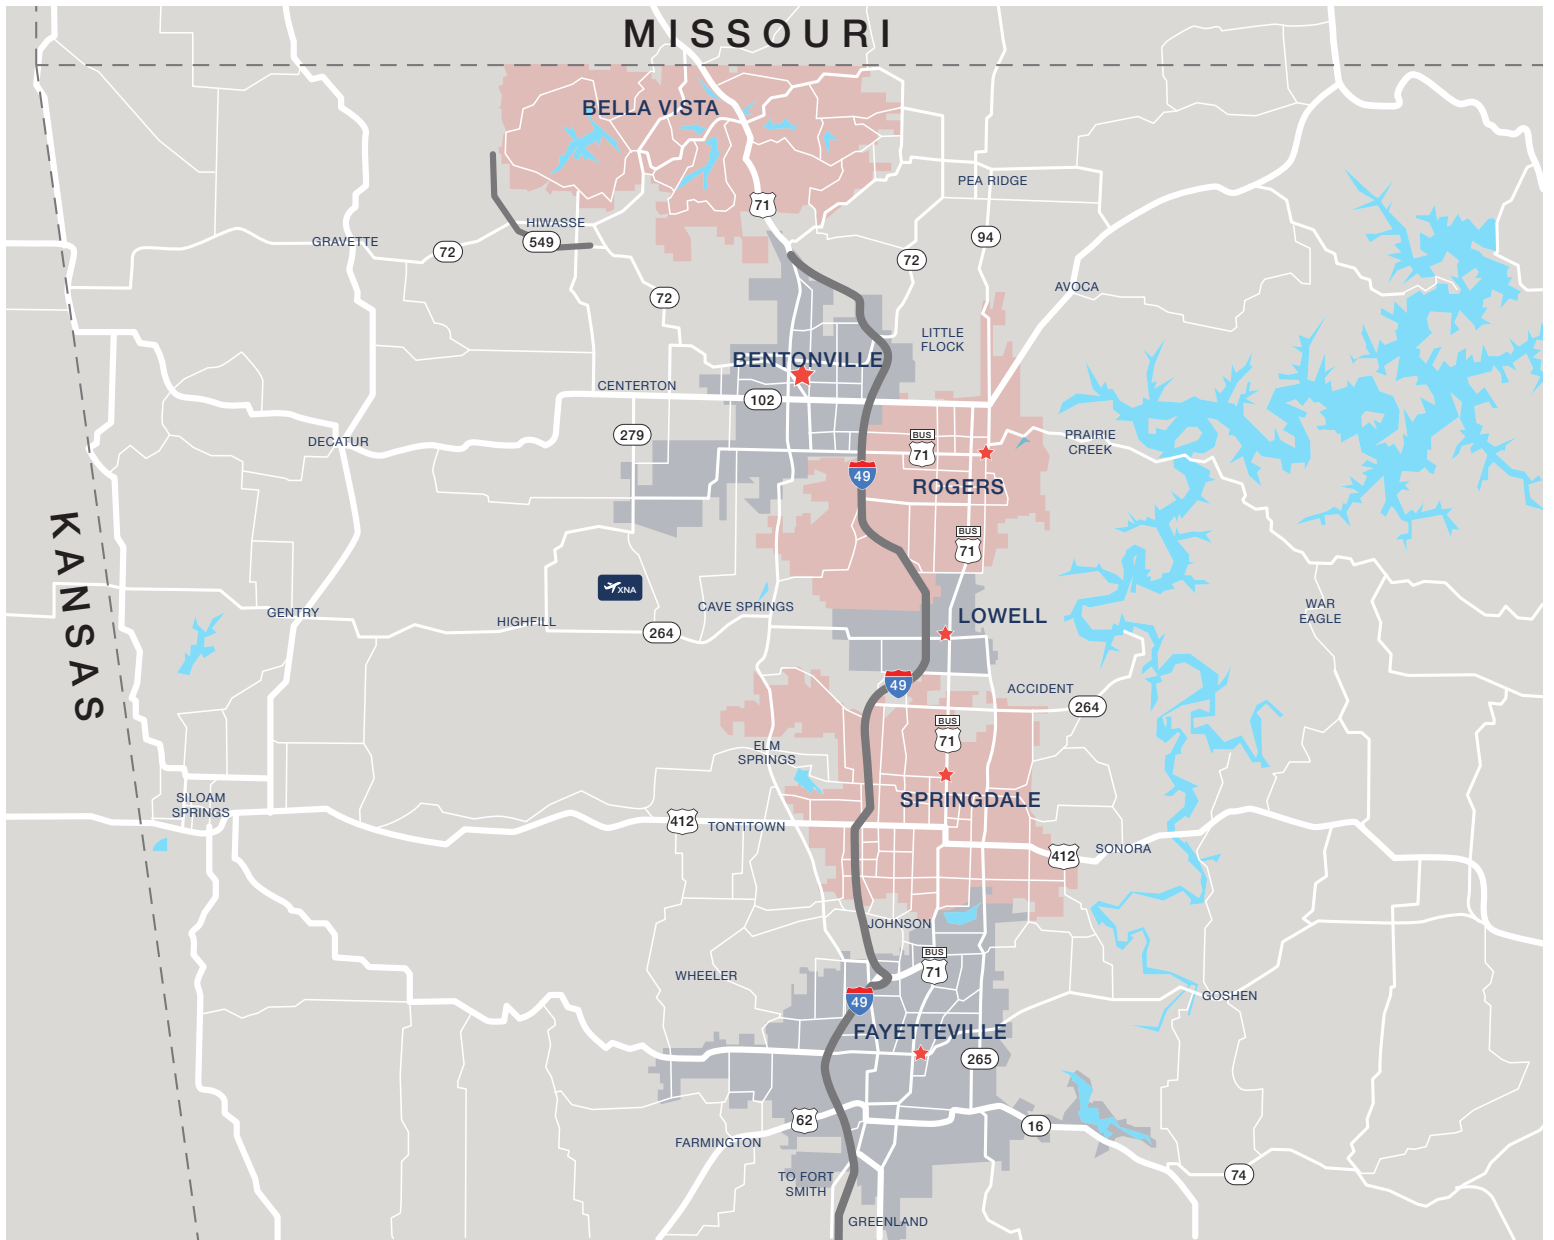 MISSOURI
BELLA VISTA
PEA RIDGE
71
HIWASSE
549
GRAVETTE
72
72
94
72
AVOCA
LITTLE
FLOCK
BENTONVILLE
CENTERTON
102
279
DECATUR
BUS
71
PRAIRIE
CREEK
49
ROGERS
KANSAS
BUS
71
XNA
CAVE SPRINGS
GENTRY
HIGHFILL
264
LOWELL
WAR
EAGLE
49
ACCIDENT
264
BUS
71
ELM
SPRINGS
SILOAM
SPRINGS
SPRINGDALE
412
TONTITOWN
412
SONORA
JOHNSON
BUS
71
WHEELER
49
GOSHEN
FAYETTEVILLE
265
62
16
FARMINGTON
74
TO FORT
SMITH
GREENLAND